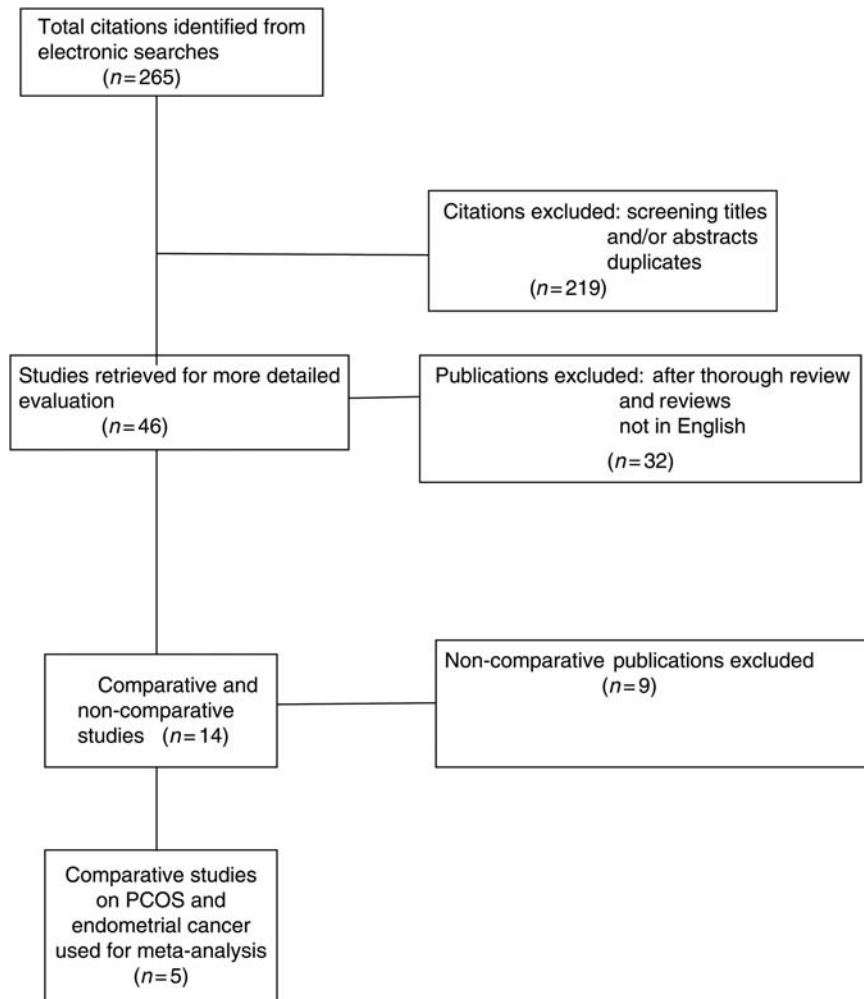 Total citations identified from
electronic searches
(n=265)
Citations excluded: screening titles
and/or abstracts
duplicates
(n=219)
Studies retrieved for more detailed
evaluation
(n=46)
Publications excluded: after thorough review
and reviews
not in English
(n=32)
Comparative and
non-comparative
studies (n=14)
Non-comparative publications excluded
(n=9)
Comparative studies
on PCOS and
endometrial cancer
used for meta-analysis
(n=5)